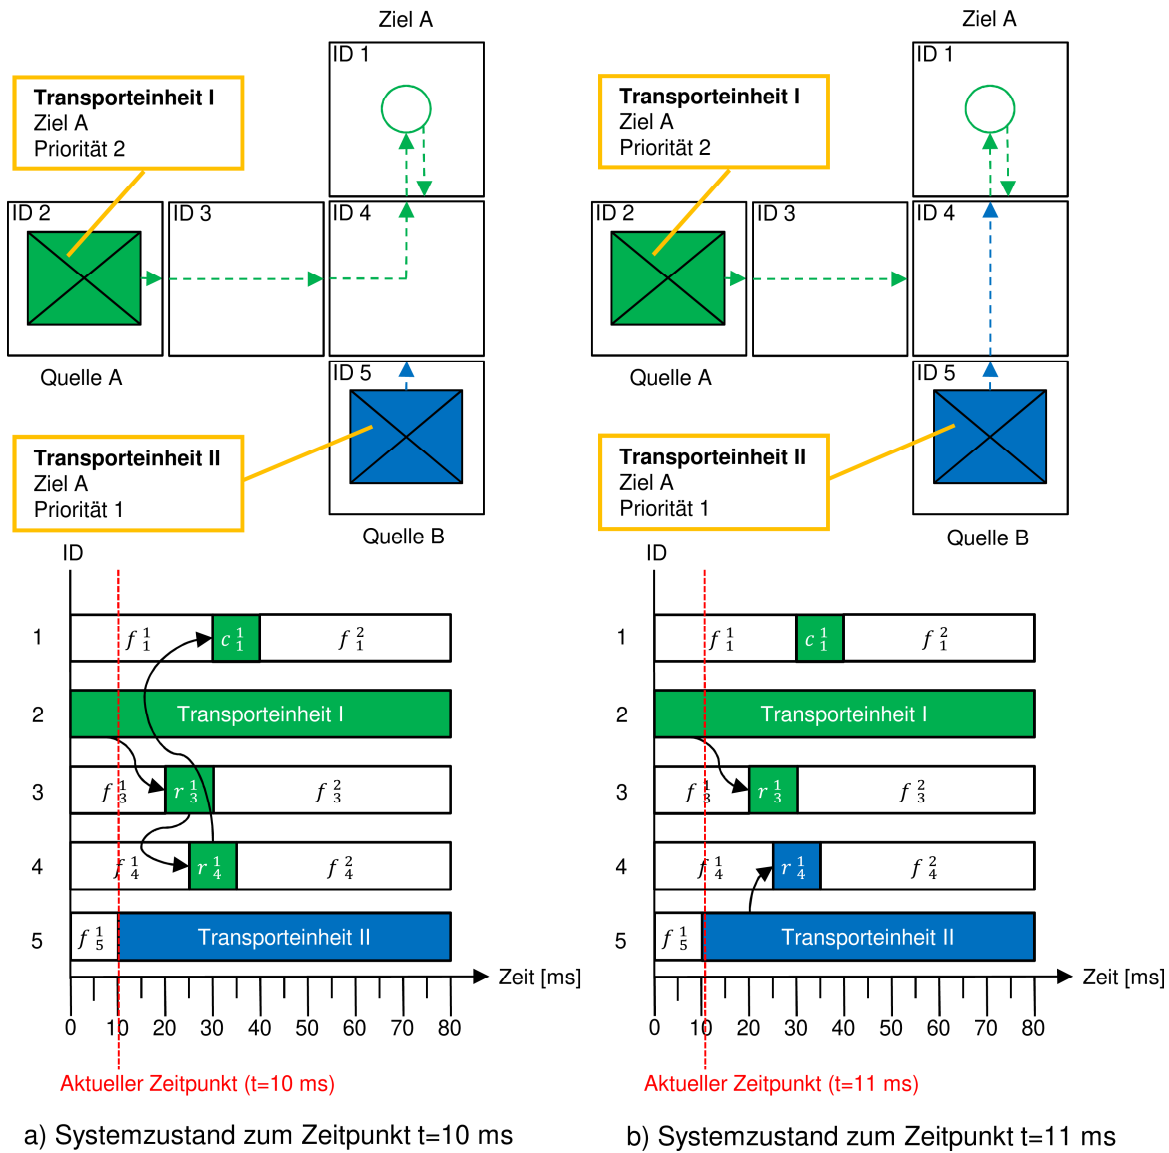 Ziel A
ID 1
Transporteinheit I
Ziel A
Priorität 2
ID 2
ID 3
ID 4
Quelle A
ID 5
Transporteinheit II
Ziel A
Priorität 1
Quelle B
ID
1
f 1 1
c 1 1
f 2 1
2
Transporteinheit I
3
f 1 3
r 1 3
f 2 3
4
f 1 4
r 1 4
f 2 4
5
f 1 5
Transporteinheit II
Zeit [ms]
0 10 20 30 40 50 60 70 80
Aktueller Zeitpunkt (t=10 ms)
a) Systemzustand zum Zeitpunkt t=10 ms
Ziel A
ID 1
Transporteinheit I
Ziel A
Priorität 2
ID 2
ID 3
ID 4
Quelle A
ID 5
Transporteinheit II
Ziel A
Priorität 1
Quelle B
ID
1
f 1 1
c 1 1
f 2 1
2
Transporteinheit I
3
f 1 3
r 1 3
f 2 3
4
f 1 4
r 1 4
f 2 4
5
f 1 5
Transporteinheit II
Zeit [ms]
0 10 20 30 40 50 60 70 80
Aktueller Zeitpunkt (t=11 ms)
b) Systemzustand zum Zeitpunkt t=11 ms